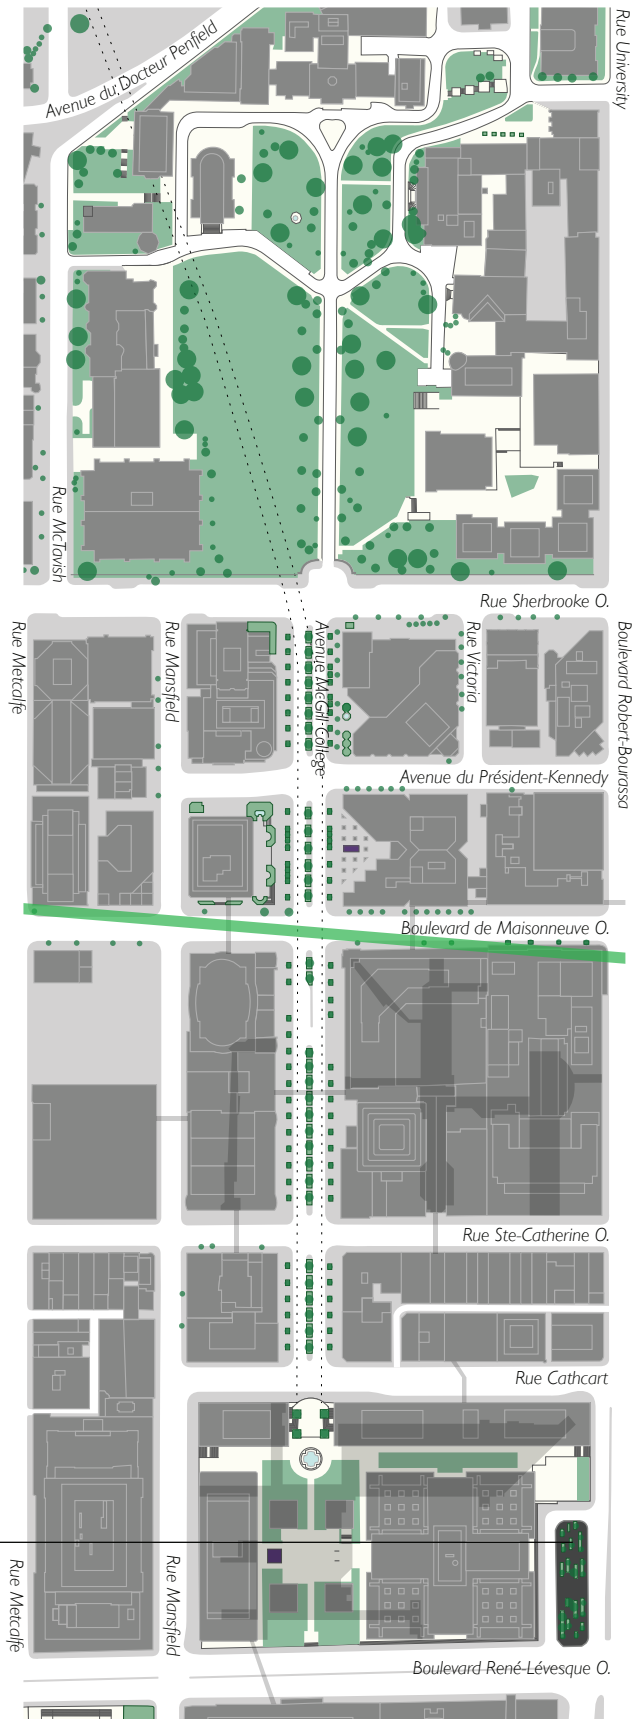 Rue University
Avenue du Docteur Penfield
Rue McTavish
Rue Sherbrooke O.
Rue Metcalfe
Rue Mansfield
Avenue McGill College
Rue Victoria
Boulevard Robert-Bourassa
Avenue du Président-Kennedy
Boulevard de Maisonneuve O.
Rue Ste-Catherine O.
Rue Cathcart
Rue Metcalfe
Rue Mansfield
Boulevard René-Lévesque O.